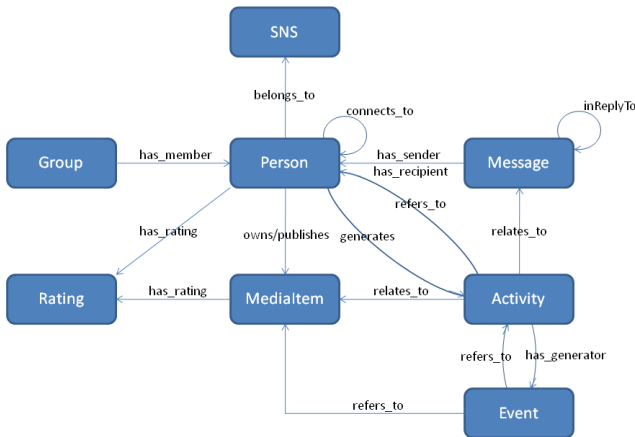 SNS
belongs_to
connects_to
inReplyTo
Group
has_member
Person
has_sender
has_recipient
Message
refers_to
has_rating
owns/publishes
generates
relates_to
Rating
has_rating
MediaItem
relates_to
Activity
refers_to
has_generator
refers_to
Event